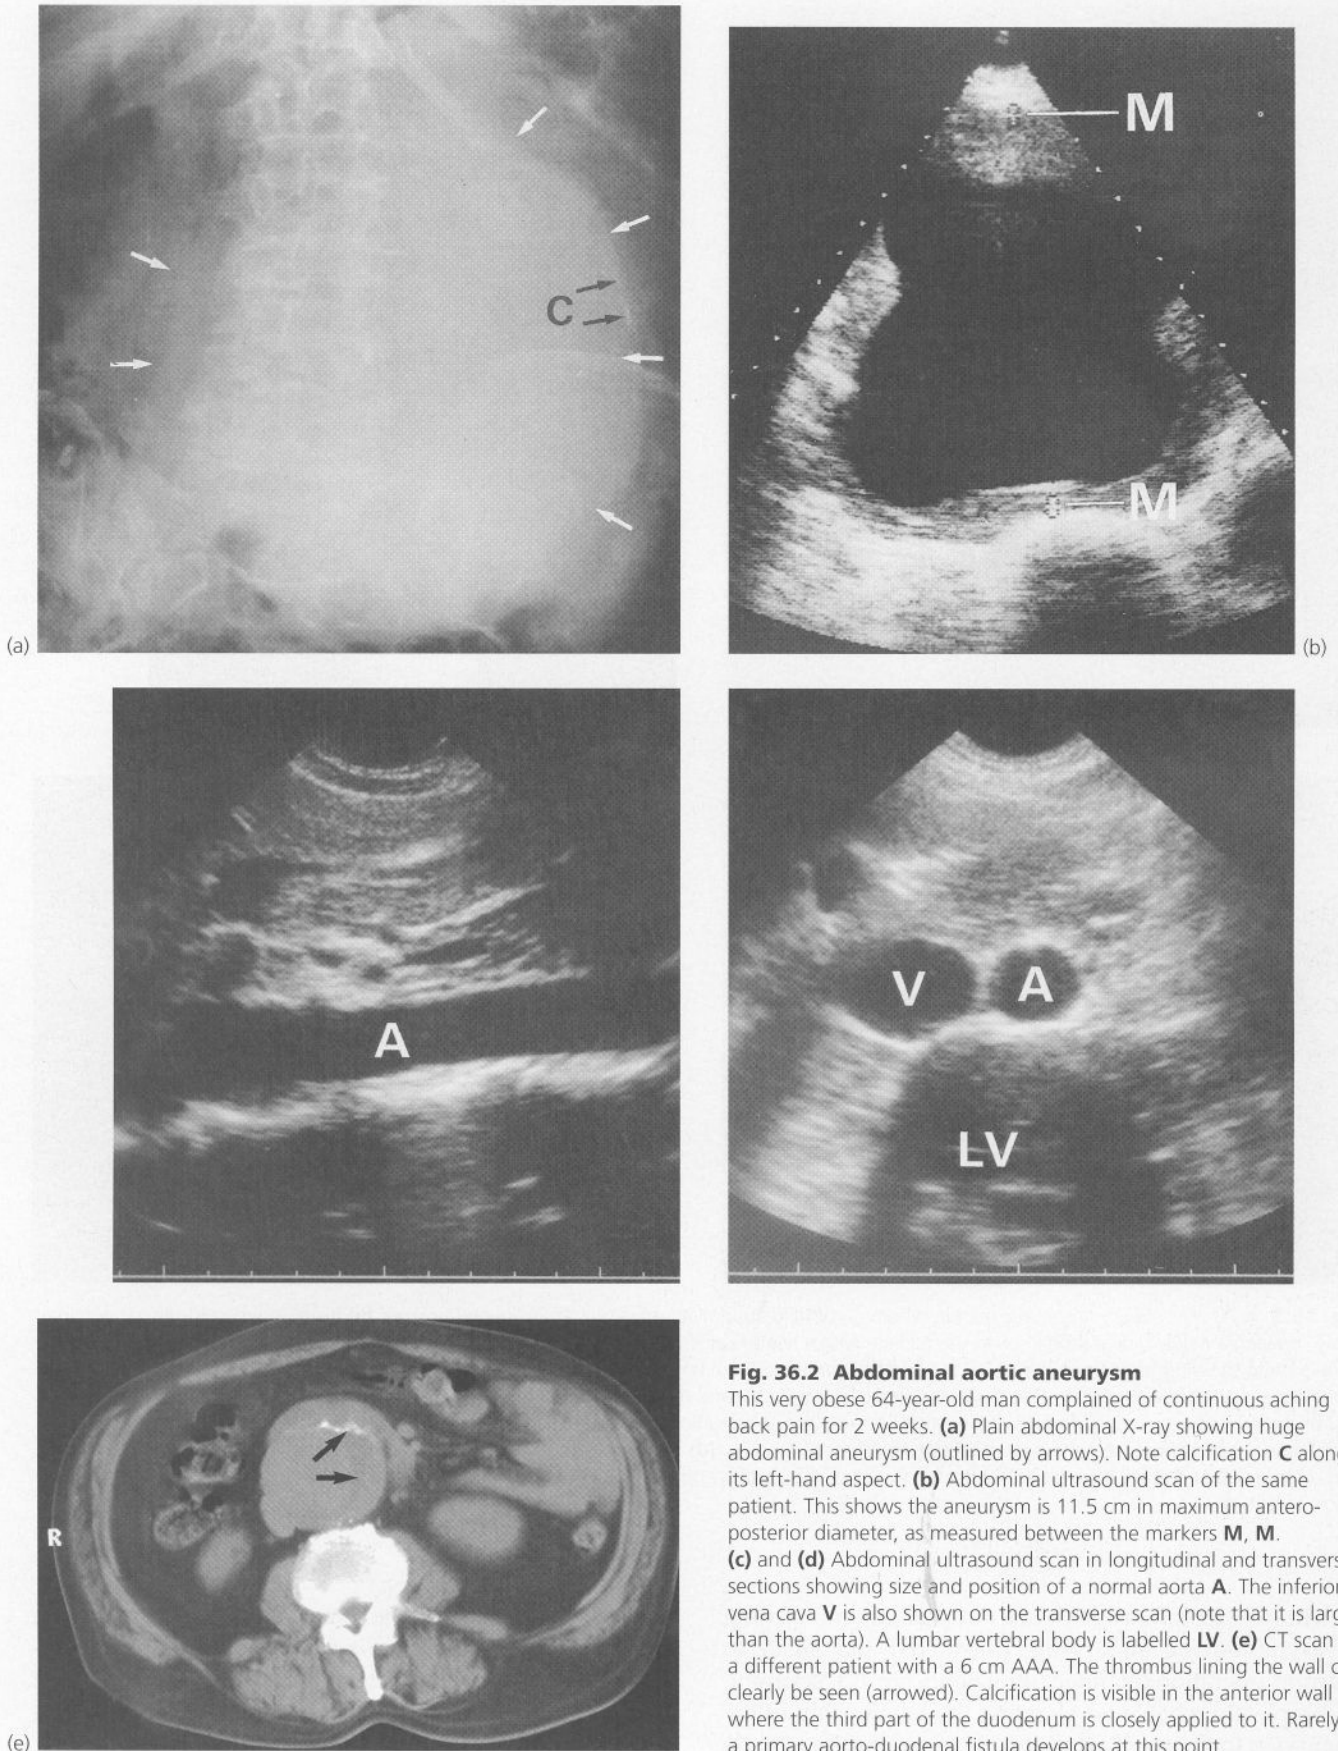 M
C
M
(a)
(b)
A
V
A
LV
R
(e)
Fig. 36.2 Abdominal aortic aneurysm
This very obese 64-year-old man complained of continuous aching
back pain for 2 weeks. (a) Plain abdominal X-ray showing huge
abdominal aneurysm (outlined by arrows). Note calcification C alon
its left-hand aspect. (b) Abdominal ultrasound scan of the same
patient. This shows the aneurysm is 11.5 cm in maximum antero-
posterior diameter, as measured between the markers M, M.
(c) and (d) Abdominal ultrasound scan in longitudinal and transvers
sections showing size and position of a normal aorta A. The inferior
vena cava V is also shown on the transverse scan (note that it is larg
than the aorta). A lumbar vertebral body is labelled LV. (e) CT scan
a different patient with a 6 cm AAA. The thrombus lining the wall c
clearly be seen (arrowed). Calcification is visible in the anterior wall
where the third part of the duodenum is closely applied to it. Rarely
a primary aorto-duodenal fistula develops at this point